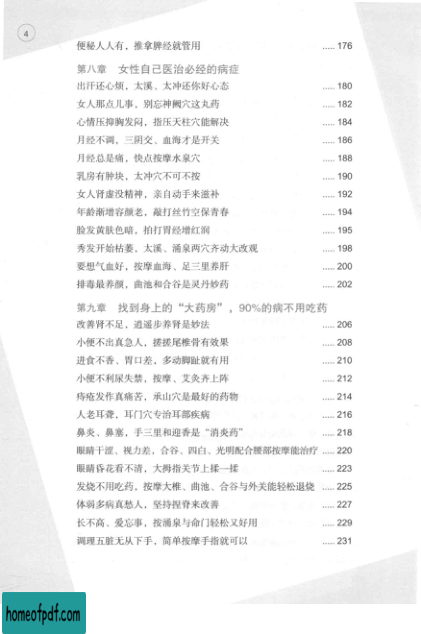 4
便秘人人有，推拿脾经就管用 ..... 176
第八章 女性自己医治必经的病症
出汗还心烦，太溪、太冲还你好心态 ..... 180
女人那点儿事，别忘神阙穴这丸药 ..... 182
心情压抑胸发闷，指压天柱穴能解决 ..... 184
月经不调，三阴交、血海才是开关 ..... 186
月经总是痛，快点按摩水泉穴 ..... 188
乳房有肿块，太冲穴不可不按 ..... 190
女人肾虚没精神，亲自动手来滋补 ..... 192
年龄渐增容颜老，敲打丝竹空保青春 ..... 194
脸发黄肤色暗，拍打胃经增红润 ..... 195
秀发开始枯萎，太溪、涌泉两穴齐动大改观 ..... 198
要想气血好，按摩血海、足三里养肝 ..... 200
排毒最养颜，曲池和合谷是灵丹妙药 ..... 202
第九章 找到身上的“大药房”，90%的病不用吃药
改善肾不足，逍遥步养肾是妙法 ..... 206
小便不出真急人，搓搓尾椎骨有效果 ..... 208
进食不香、胃口差，多动脚趾就有用 ..... 210
小便不利尿失禁，按摩、艾灸齐上阵 ..... 212
痔疮发作真痛苦，承山穴是最好的药物 ..... 214
人老耳聋，耳门穴专治耳部疾病 ..... 216
鼻炎、鼻塞，手三里和迎香是“消炎药” ..... 218
眼睛干涩、视力差，合谷、四白、光明配合腰部按摩能治疗 ..... 220
眼睛昏花看不清，大拇指关节上揉一揉 ..... 223
发烧不用吃药，按摩大椎、曲池、合谷与外关能轻松退烧 ..... 225
体弱多病真愁人，坚持捏脊来改善 ..... 227
长不高、爱忘事，按涌泉与命门轻松又好用 ..... 229
调理五脏无从下手，简单按摩手指就可以 ..... 231
homeofpdf.com